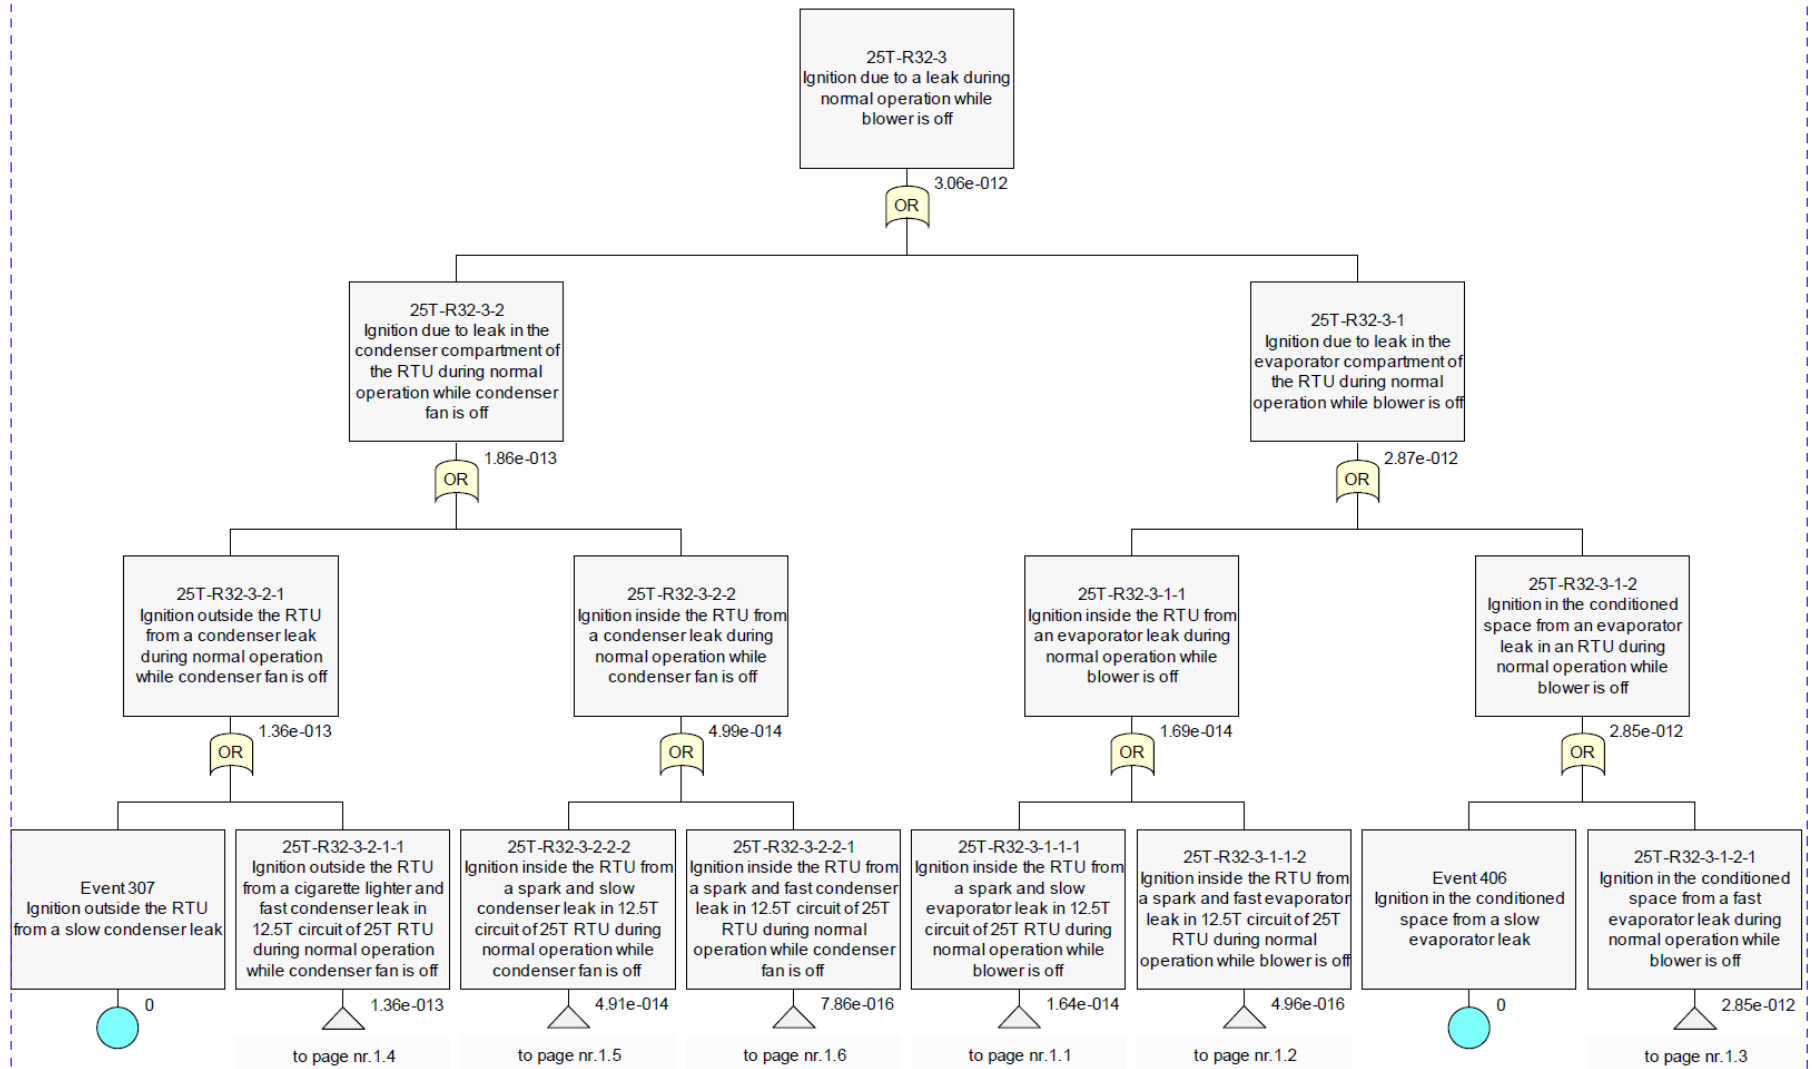 25T-R32-3
Ignition due to a leak during
normal operation while
blower is off
3.06e-012
OR
25T-R32-3-2
Ignition due to leak in the
condenser compartment of
the RTU during normal
operation while condenser
fan is off
1.86e-013
OR
25T-R32-3-1
Ignition due to leak in the
evaporator compartment of
the RTU during normal
operation while blower is off
2.87e-012
OR
25T-R32-3-2-1
Ignition outside the RTU
from a condenser leak
during normal operation
while condenser fan is off
1.36e-013
OR
25T-R32-3-2-2
Ignition inside the RTU from
a condenser leak during
normal operation while
condenser fan is off
4.99e-014
OR
25T-R32-3-1-1
Ignition inside the RTU from
an evaporator leak during
normal operation while
blower is off
1.69e-014
OR
25T-R32-3-1-2
Ignition in the conditioned
space from an evaporator
leak in an RTU during
normal operation while
blower is off
2.85e-012
OR
Event 307
Ignition outside the RTU
from a slow condenser leak
0
25T-R32-3-2-1-1
Ignition outside the RTU
from a cigarette lighter and
fast condenser leak in
12.5T circuit of 25T RTU
during normal operation
while condenser fan is off
1.36e-013
to page nr.1.4
25T-R32-3-2-2-2
Ignition inside the RTU from
a spark and slow
condenser leak in 12.5T
circuit of 25T RTU during
normal operation while
condenser fan is off
4.91e-014
to page nr.1.5
25T-R32-3-2-2-1
Ignition inside the RTU from
a spark and fast condenser
leak in 12.5T circuit of 25T
RTU during normal
operation while condenser
fan is off
7.86e-016
to page nr.1.6
25T-R32-3-1-1-1
Ignition inside the RTU from
a spark and slow
evaporator leak in 12.5T
circuit of 25T RTU during
normal operation while
blower is off
1.64e-014
to page nr.1.1
25T-R32-3-1-1-2
Ignition inside the RTU from
a spark and fast evaporator
leak in 12.5T circuit of 25T
RTU during normal
operation while blower is off
4.96e-016
to page nr.1.2
Event 406
Ignition in the conditioned
space from a slow
evaporator leak
0
25T-R32-3-1-2-1
Ignition in the conditioned
space from a fast
evaporator leak during
normal operation while
blower is off
2.85e-012
to page nr.1.3